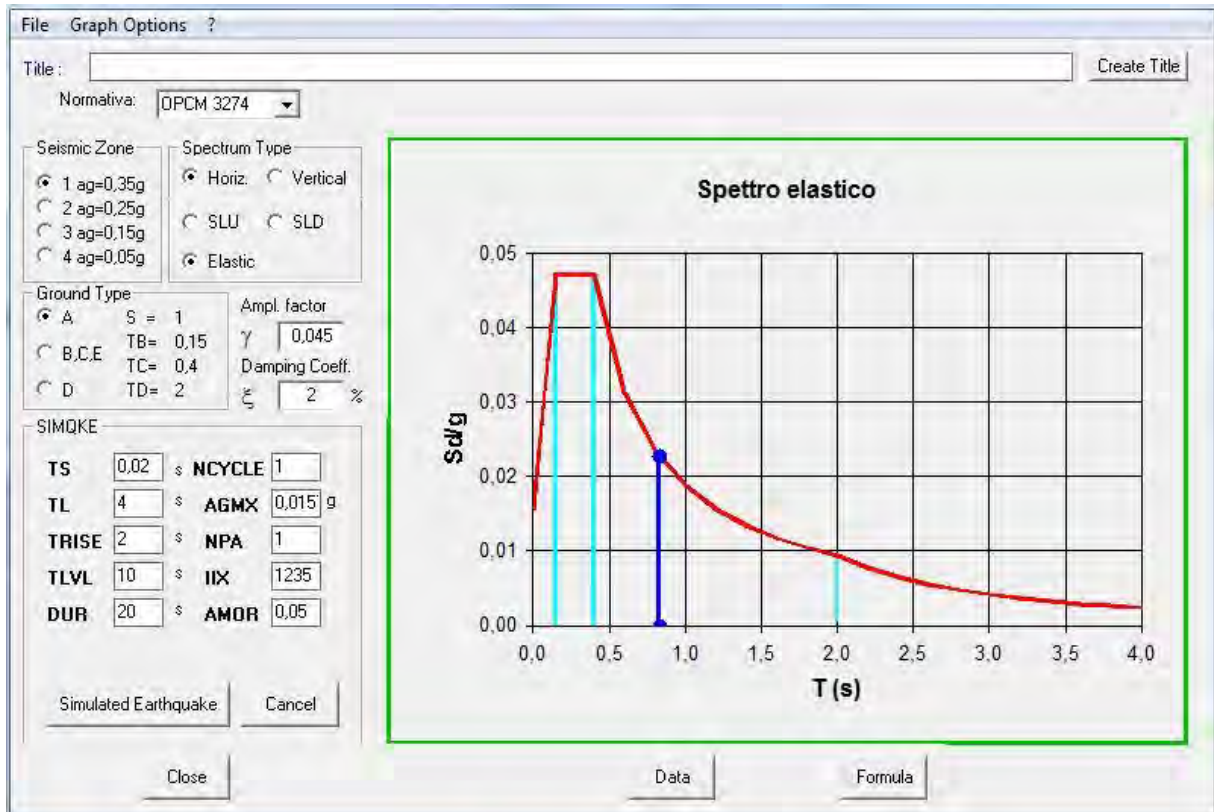 File Graph Options ?
Title :
Create Title
Normativa: OPCM 3274
Seismic Zone
1 ag=0,35g
2 ag=0,25g
3 ag=0,15g
4 ag=0,05g
Spectrum Type
Horiz. Vertical
SLU SLD
Elastic
Ground Type
A S = 1
TB= 0,15
B,C,E
TC= 0,4
D TD= 2
Ampl. factor
γ 0,045
Damping Coeff.
ξ 2 %
SIMQKE
TS 0,02 s NCYCLE 1
TL 4 s AGMX 0,015 g
TRISE 2 s NPA 1
TLVL 10 s IIX 1235
DUR 20 s AMOR 0,05
Simulated Earthquake Cancel
Close
Spettro elastico
Sd/g
0,05
0,04
0,03
0,02
0,01
0,00
0,0 0,5 1,0 1,5 2,0 2,5 3,0 3,5 4,0
T (s)
Data Formula